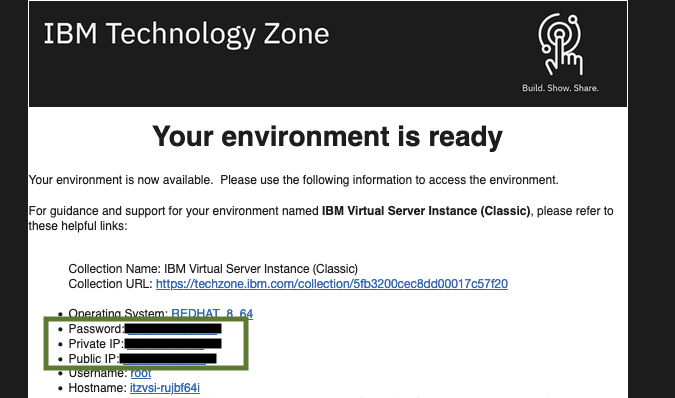 IBM Technology Zone
Build. Show. Share.
Your environment is ready
Your environment is now available.  Please use the following information to access the environment.
For guidance and support for your environment named IBM Virtual Server Instance (Classic), please refer to
these helpful links:
Collection Name: IBM Virtual Server Instance (Classic)
Collection URL: https://techzone.ibm.com/collection/5fb3200cec8dd00017c57f20
• Operating System: REDHAT_8_64
• Password:
• Private IP:
• Public IP:
• Username: root
• Hostname: itzvsi-rujbf64i